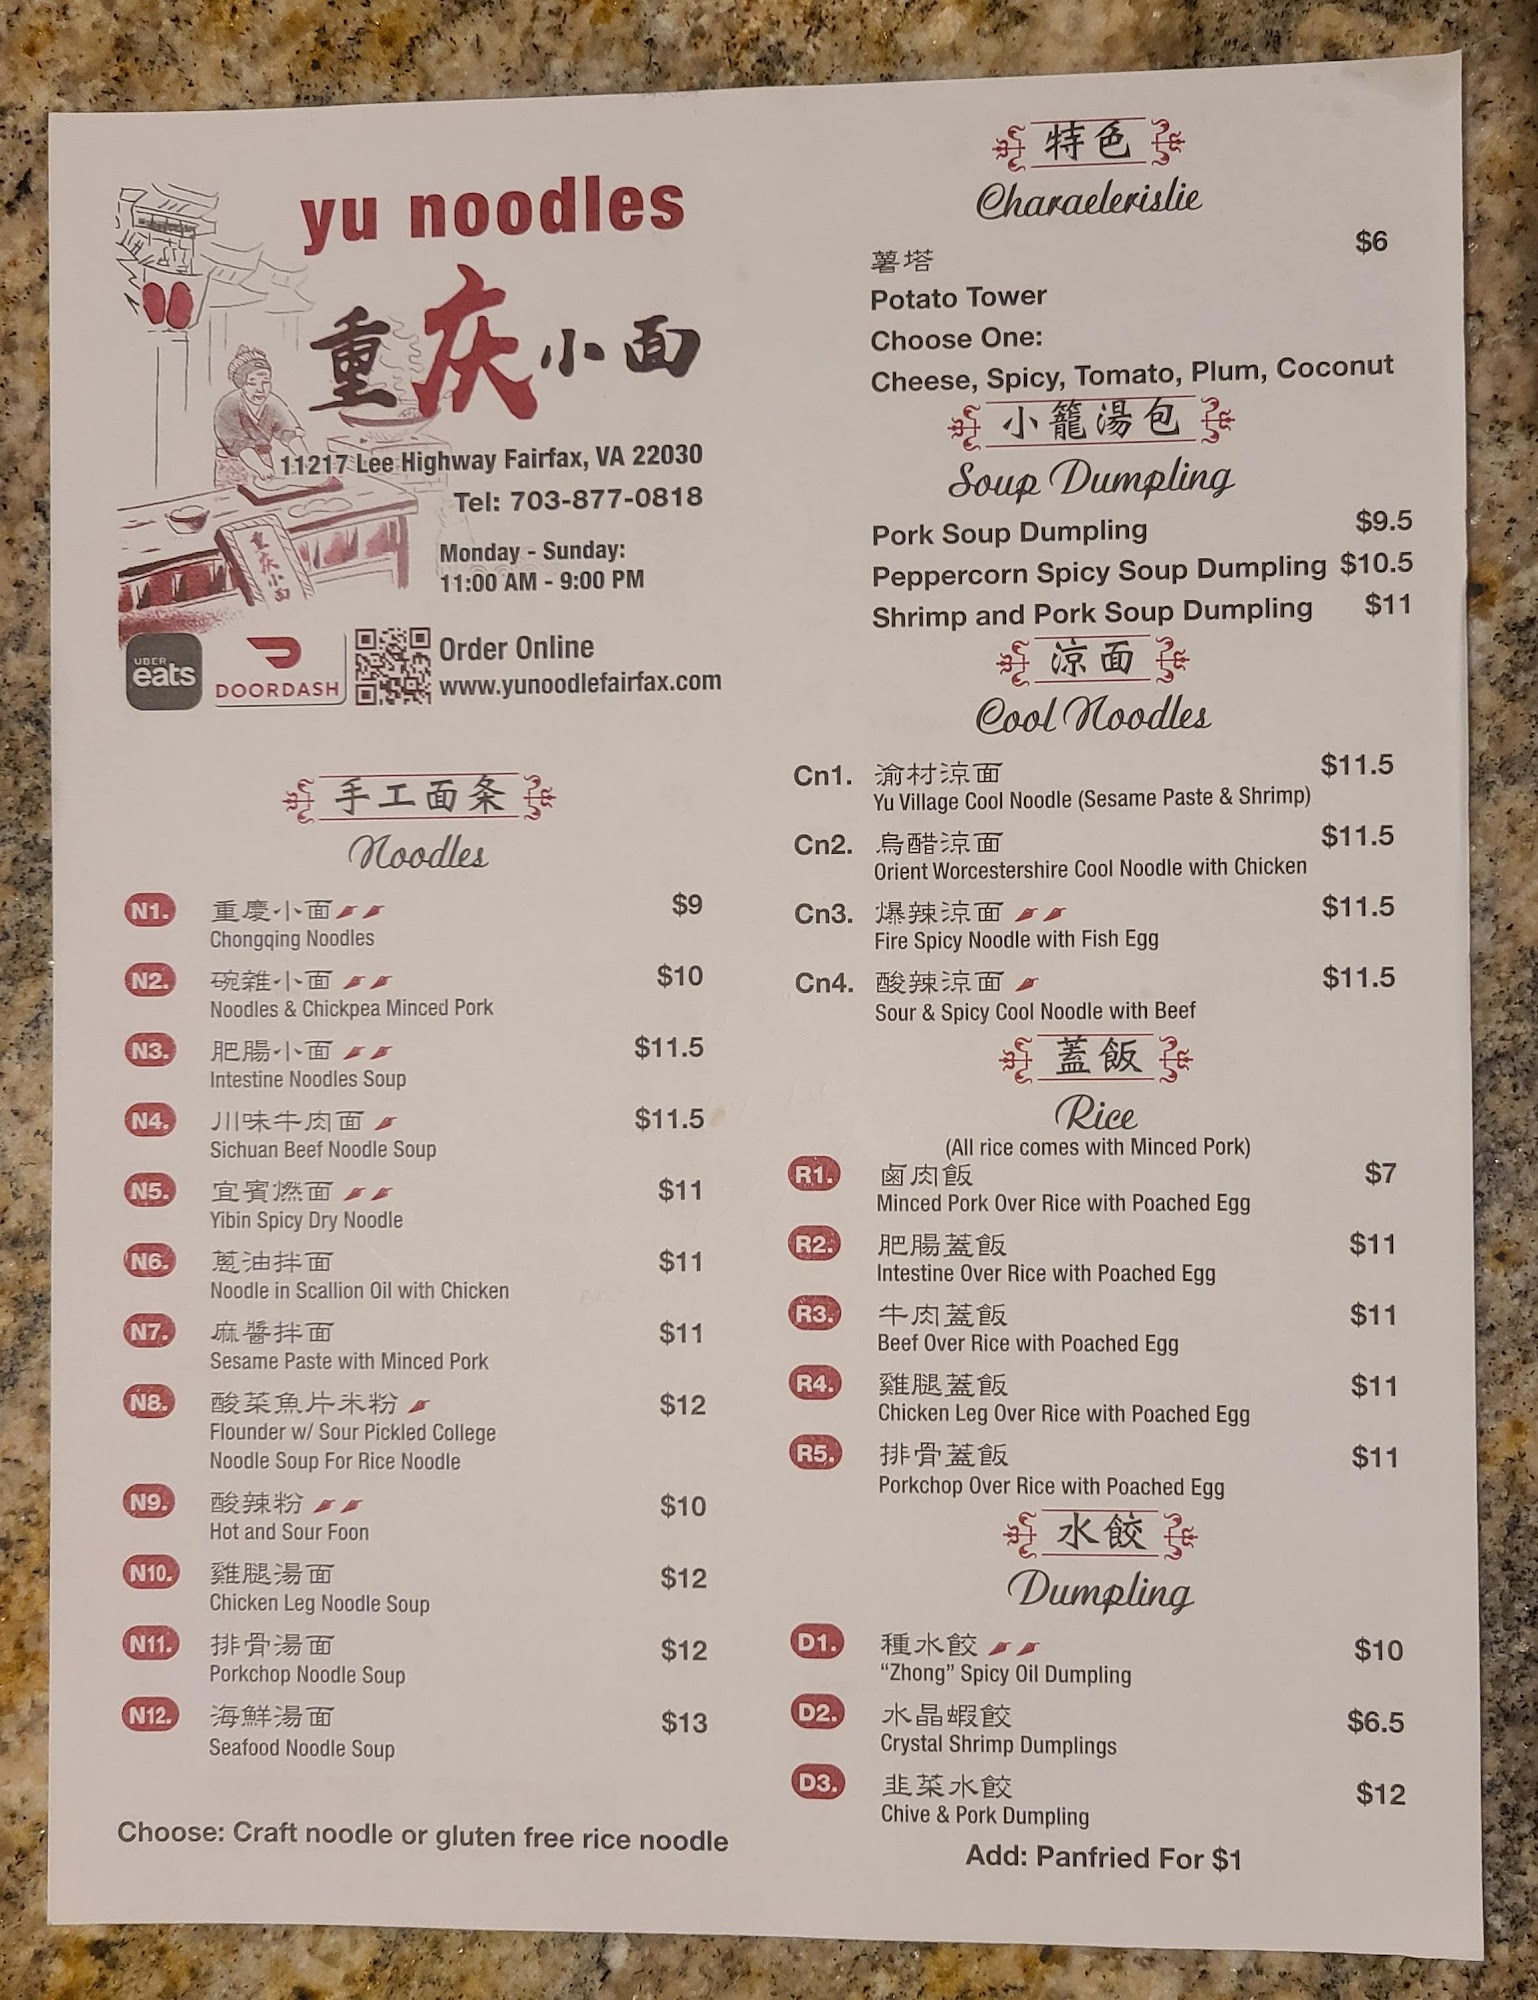 yu noodles
重庆小面
11217 Lee Highway Fairfax, VA 22030
Tel: 703-877-0818
Monday - Sunday:
11:00 AM - 9:00 PM
重庆小面
UBER
eats
DOORDASH
Order Online
www.yunoodlefairfax.com
手工面条
Noodles
N1. 重慶小面 $9
Chongqing Noodles
N2. 碗雜小面 $10
Noodles & Chickpea Minced Pork
N3. 肥腸小面 $11.5
Intestine Noodles Soup
N4. 川味牛肉面 $11.5
Sichuan Beef Noodle Soup
N5. 宜賓燃面 $11
Yibin Spicy Dry Noodle
N6. 蔥油拌面 $11
Noodle in Scallion Oil with Chicken
N7. 麻醬拌面 $11
Sesame Paste with Minced Pork
N8. 酸菜魚片米粉 $12
Flounder w/ Sour Pickled College
Noodle Soup For Rice Noodle
N9. 酸辣粉 $10
Hot and Sour Foon
N10. 雞腿湯面 $12
Chicken Leg Noodle Soup
N11. 排骨湯面 $12
Porkchop Noodle Soup
N12. 海鮮湯面 $13
Seafood Noodle Soup
Choose: Craft noodle or gluten free rice noodle
特色
Charaelerislie
薯塔 $6
Potato Tower
Choose One:
Cheese, Spicy, Tomato, Plum, Coconut
小籠湯包
Soup Dumpling
Pork Soup Dumpling $9.5
Peppercorn Spicy Soup Dumpling $10.5
Shrimp and Pork Soup Dumpling $11
涼面
Cool Noodles
Cn1. 渝村涼面 $11.5
Yu Village Cool Noodle (Sesame Paste & Shrimp)
Cn2. 烏醋涼面 $11.5
Orient Worcestershire Cool Noodle with Chicken
Cn3. 爆辣涼面 $11.5
Fire Spicy Noodle with Fish Egg
Cn4. 酸辣涼面 $11.5
Sour & Spicy Cool Noodle with Beef
蓋飯
Rice
(All rice comes with Minced Pork)
R1. 鹵肉飯 $7
Minced Pork Over Rice with Poached Egg
R2. 肥腸蓋飯 $11
Intestine Over Rice with Poached Egg
R3. 牛肉蓋飯 $11
Beef Over Rice with Poached Egg
R4. 雞腿蓋飯 $11
Chicken Leg Over Rice with Poached Egg
R5. 排骨蓋飯 $11
Porkchop Over Rice with Poached Egg
水餃
Dumpling
D1. 種水餃 $10
“Zhong” Spicy Oil Dumpling
D2. 水晶蝦餃 $6.5
Crystal Shrimp Dumplings
D3. 韭菜水餃 $12
Chive & Pork Dumpling
Add: Panfried For $1